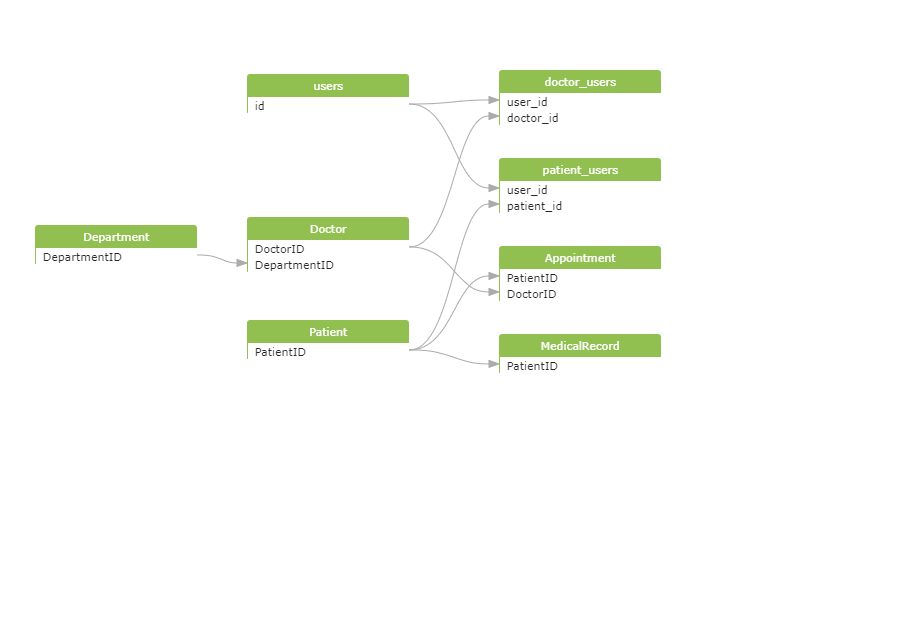 users
id
doctor_users
user_id
doctor_id
patient_users
user_id
patient_id
Department
DepartmentID
Doctor
DoctorID
DepartmentID
Appointment
PatientID
DoctorID
Patient
PatientID
MedicalRecord
PatientID